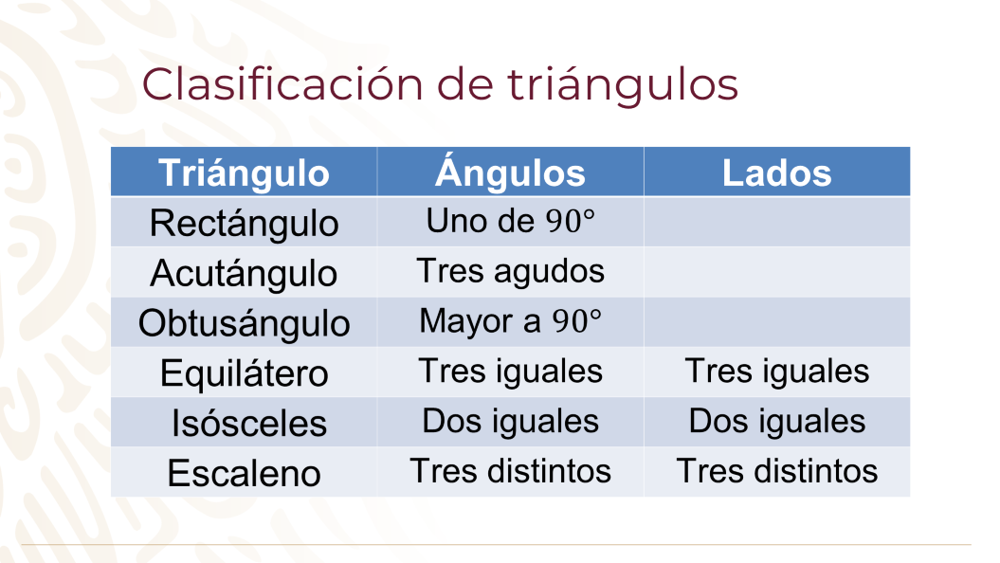 Clasificación de triángulos
Triángulo Ángulos Lados
Rectángulo Uno de 90°
Acutángulo Tres agudos
Obtusángulo Mayor a 90°
Equilátero Tres iguales Tres iguales
Isósceles Dos iguales Dos iguales
Escaleno Tres distintos Tres distintos